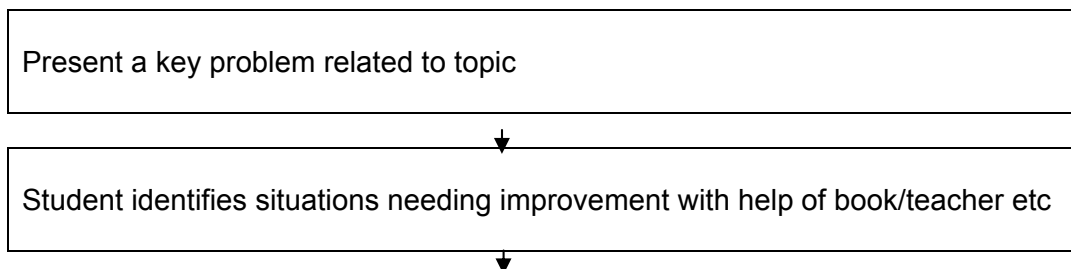 Present a key problem related to topic
Student identifies situations needing improvement with help of book/teacher etc